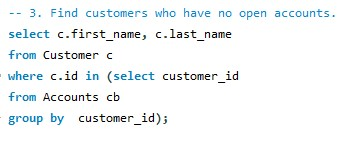 -- 3. Find customers who have no open accounts.
select c.first_name, c.last_name
from Customer c
where c.id in (select customer_id
from Accounts cb
group by  customer_id);